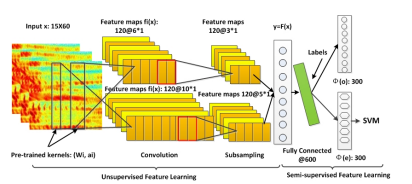 Input x: 15X60
Feature maps fi(x):
120@6*1
Feature maps
120@3*1
y=F(x)
Labels
Φ(o): 300
Feature maps fi(x): 120@10*1
Feature maps 120@5*1
SVM
Φ(e): 300
Pre-trained kernels: (Wi, ai)
Convolution
Subsampling
Fully Connected
@600
Unsupervised Feature Learning
Semi-supervised Feature Learning